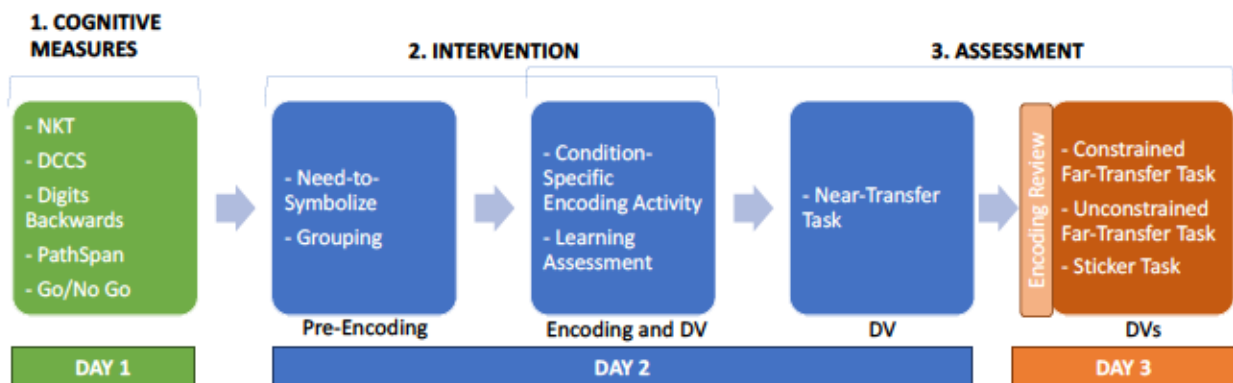 1. COGNITIVE
MEASURES
2. INTERVENTION
3. ASSESSMENT
- NKT
- DCCS
- Digits
Backwards
- PathSpan
- Go/No Go
- Need-to-
Symbolize
- Grouping
- Condition-
Specific
Encoding Activity
- Learning
Assessment
- Near-Transfer
Task
Encoding Review
- Constrained
Far-Transfer Task
- Unconstrained
Far-Transfer Task
- Sticker Task
Pre-Encoding
Encoding and DV
DV
DVs
DAY 1
DAY 2
DAY 3